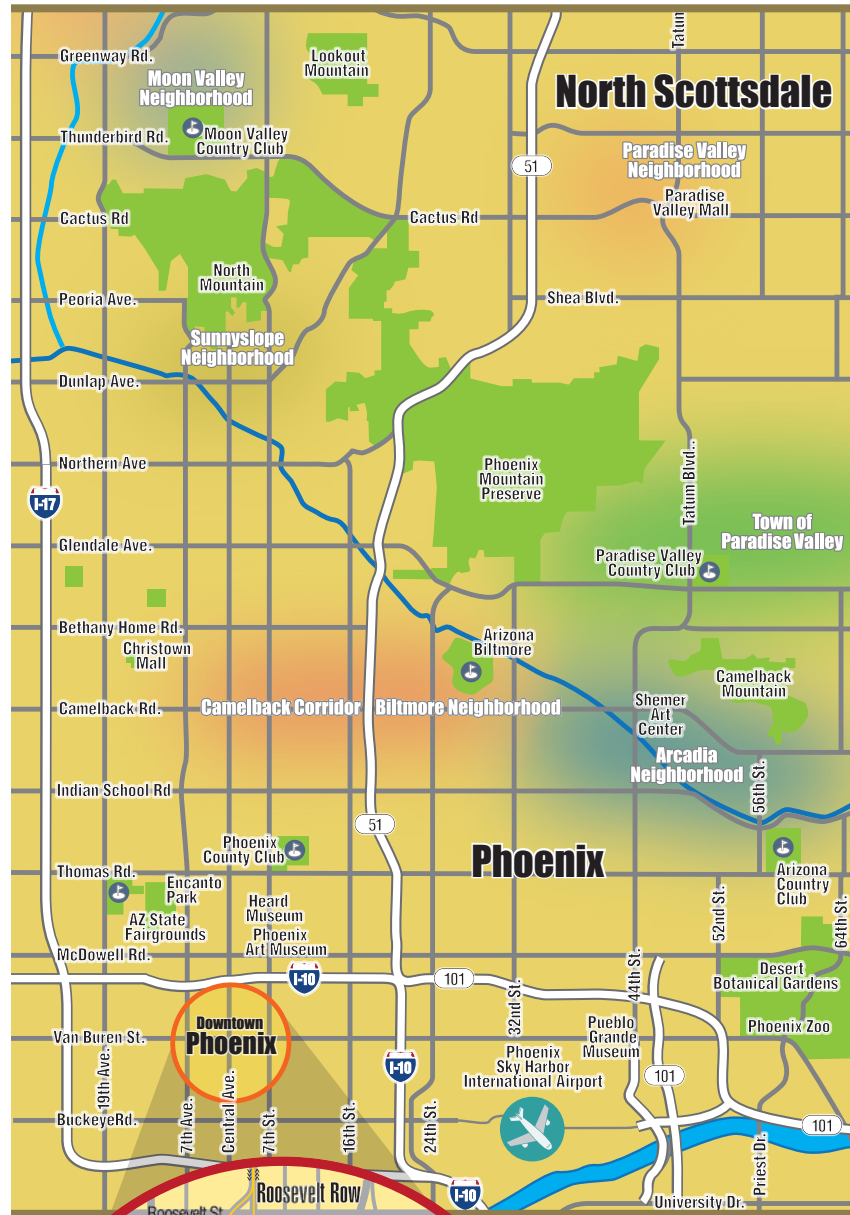 Tatun
Greenway Rd.
Lookout
Mountain
Moon Valley
Neighborhood
North Scottsdale
Thunderbird Rd.
Moon Valley
Country Club
51
Paradise Valley
Neighborhood
Paradise
Valley Mall
Cactus Rd
Cactus Rd
North
Mountain
Peoria Ave.
Shea Blvd.
Sunnyslope
Neighborhood
Dunlap Ave.
Northern Ave
Phoenix
Mountain
Preserve
Tatum Blvd..
I-17
Town of
Paradise Valley
Glendale Ave.
Paradise Valley
Country Club
Bethany Home Rd.
Christown
Mall
Arizona
Biltmore
Camelback
Mountain
Camelback Rd.
Camelback Corridor
Biltmore Neighborhood
Shemer
Art
Center
Arcadia
Neighborhood
56th St.
Indian School Rd
51
Phoenix
County Club
Phoenix
Thomas Rd.
Encanto
Park
Arizona
Country
Club
AZ State
Fairgrounds
Heard
Museum
Phoenix
Art Museum
52nd St.
64th St.
McDowell Rd.
I-10
101
32nd St.
44th St.
Desert
Botanical Gardens
Downtown
Phoenix
Van Buren St.
Pueblo
Grande
Museum
Phoenix Zoo
19th Ave.
I-10
Phoenix
Sky Harbor
International Airport
101
BuckeyeRd.
7th Ave.
Central Ave.
7th St.
16th St.
24th St.
101
Priest Dr.
Roosevelt Row
I-10
University Dr.
Roosevelt St